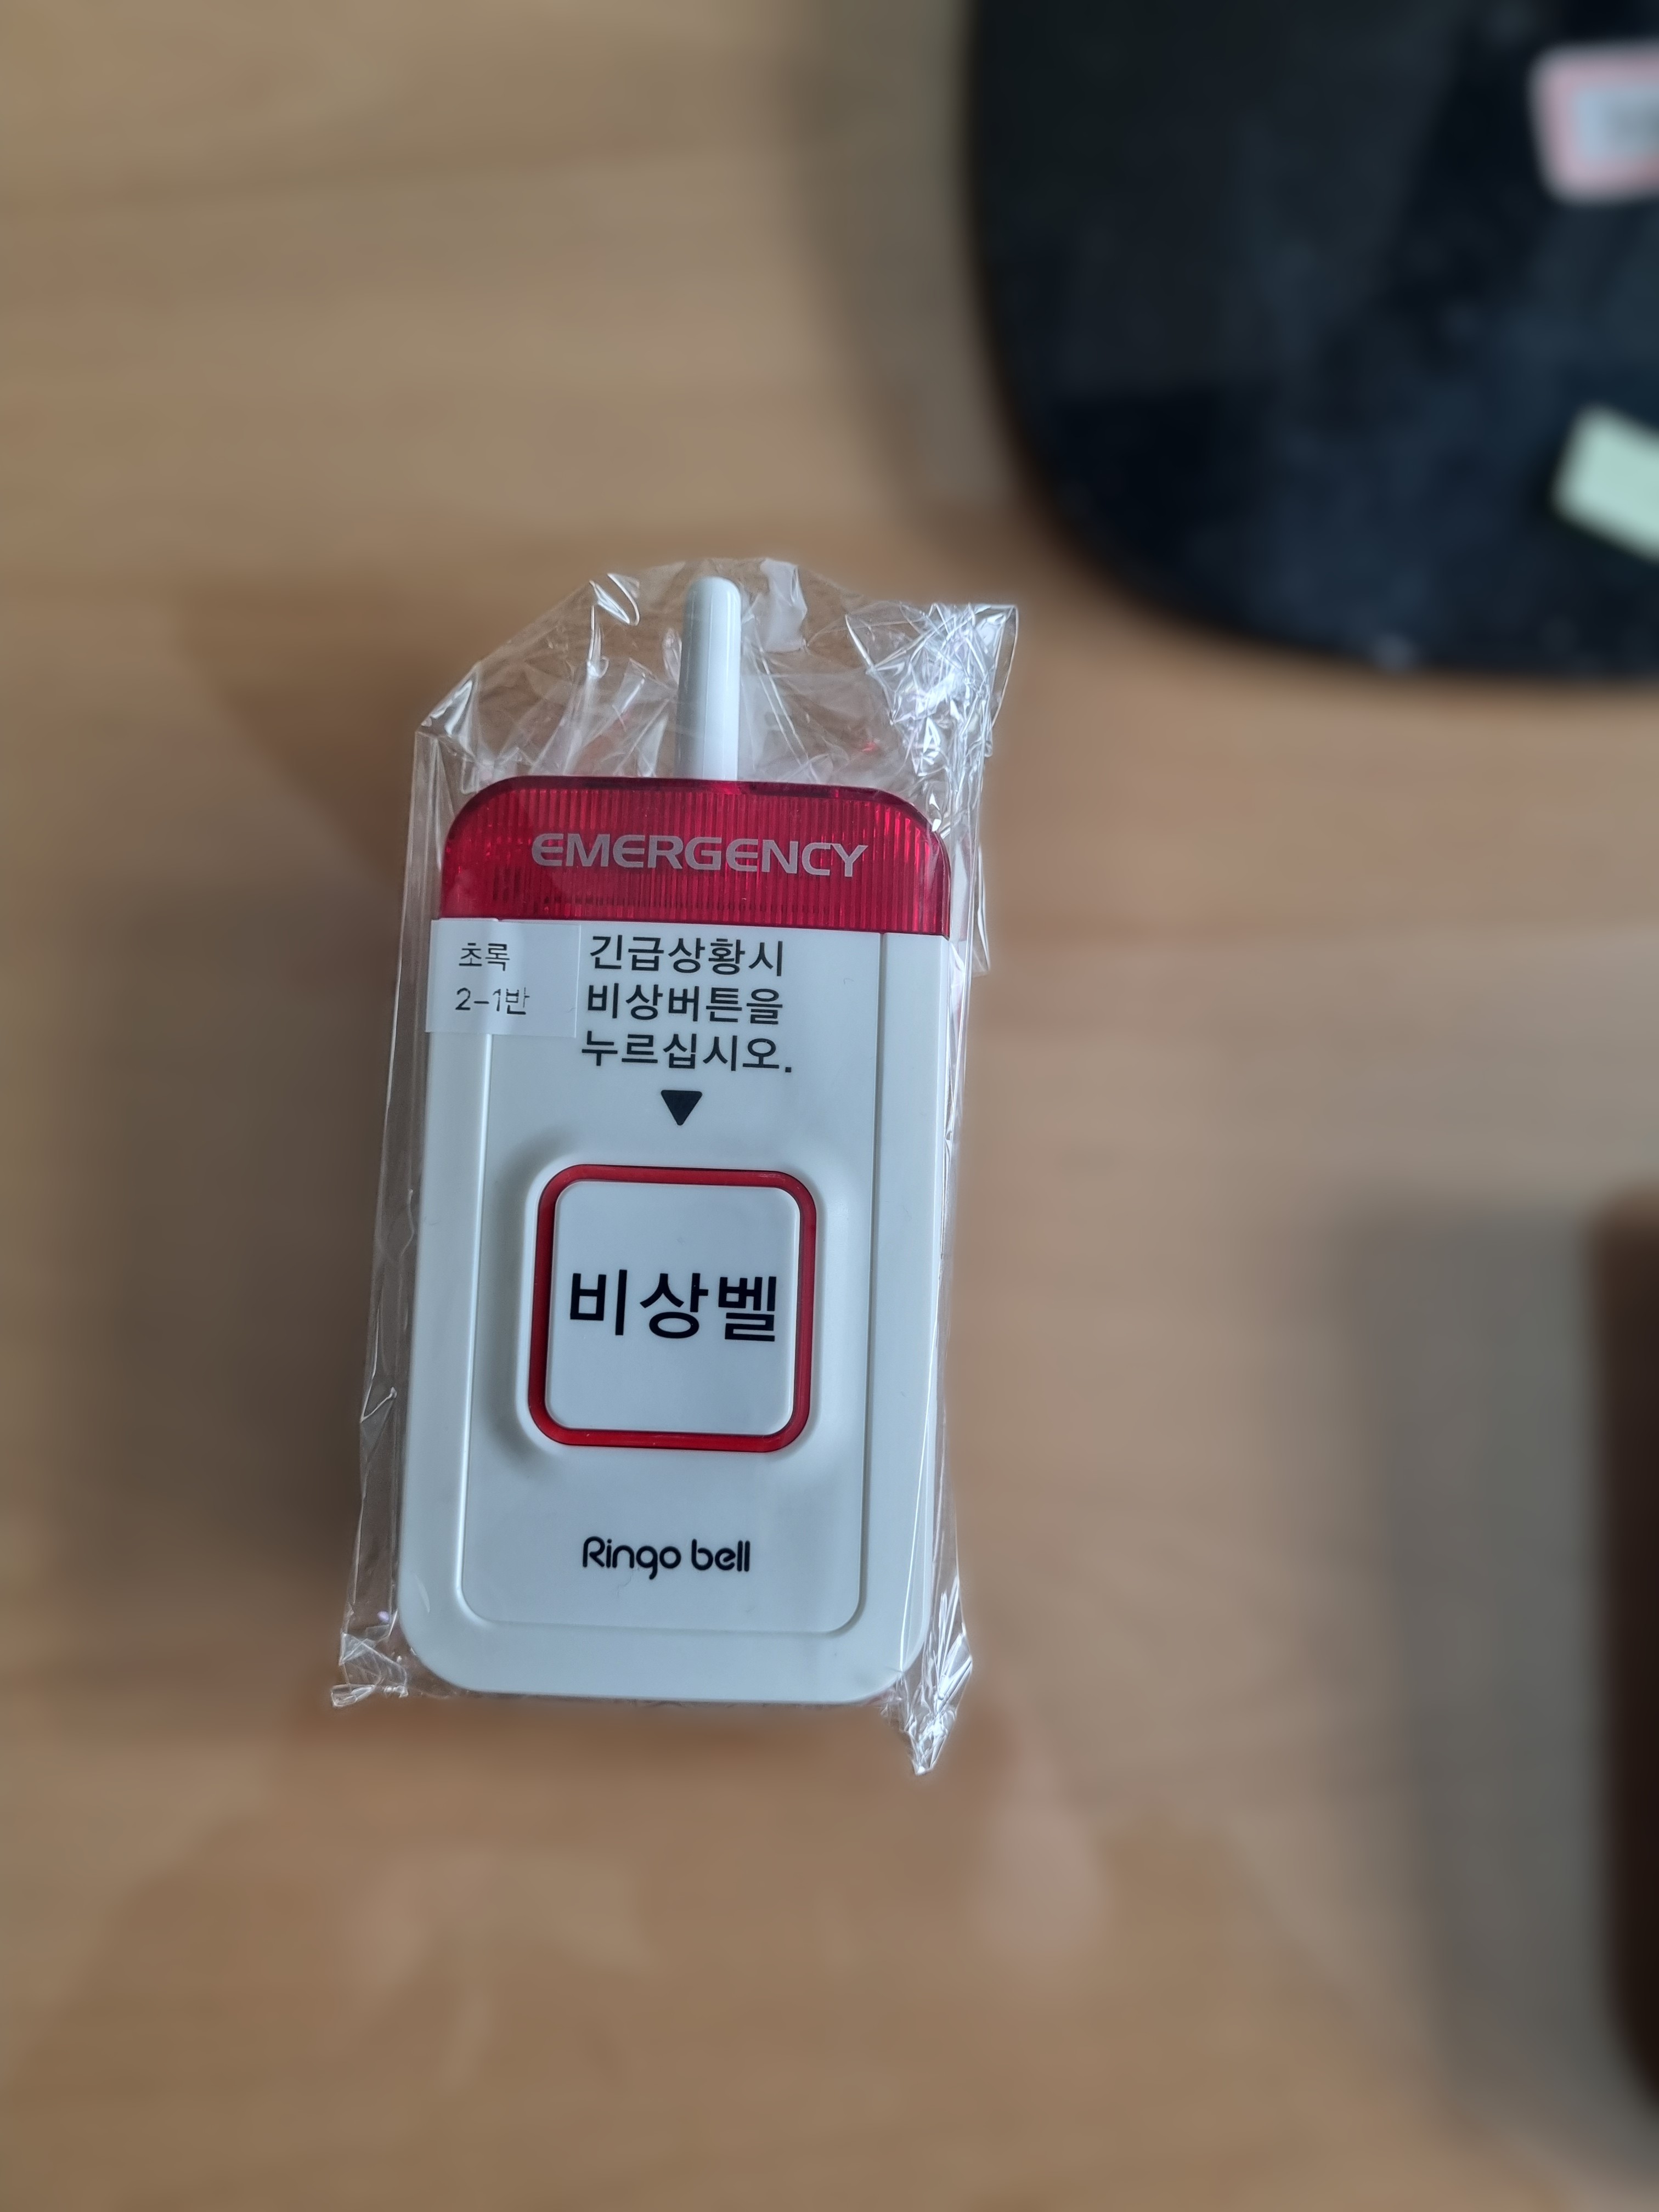 EMERGENCY
초록
2-1반
긴급상황시
비상버튼을
누르십시오.
비상벨
Ringo bell